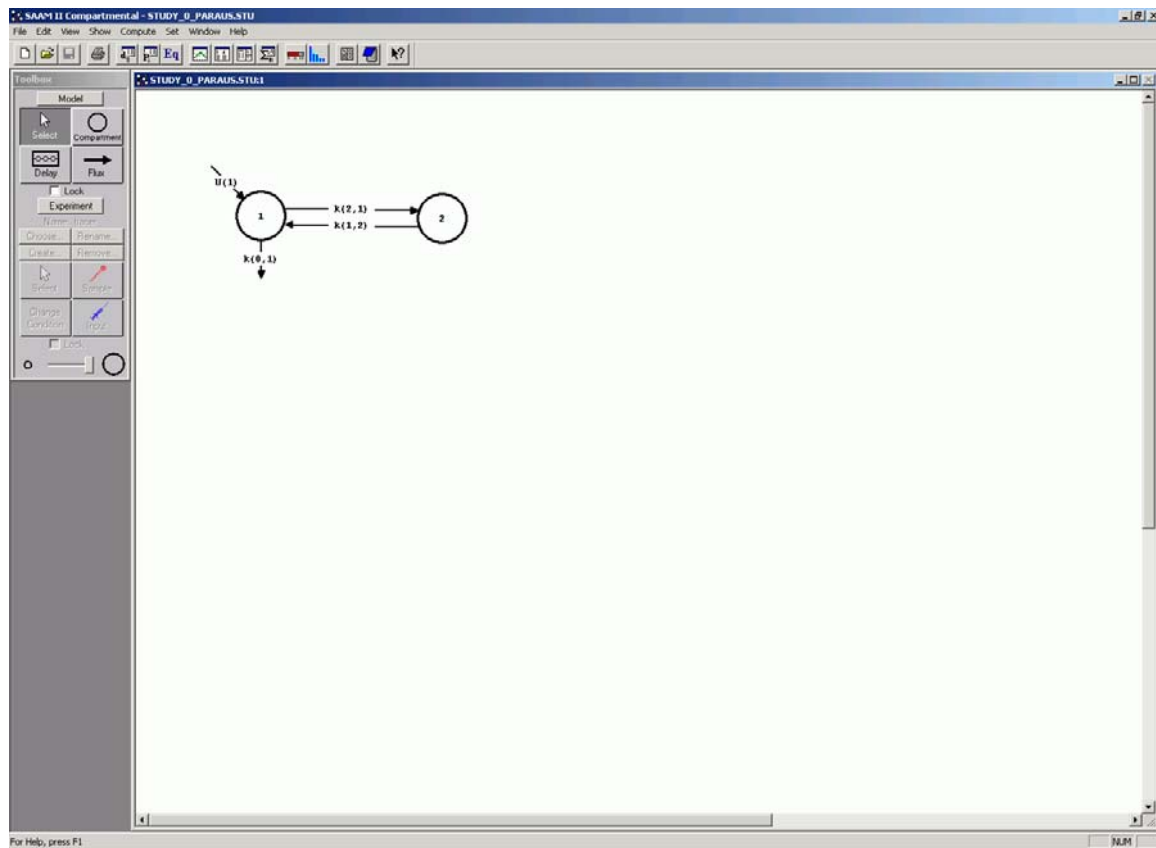 SAAM II Compartmental - STUDY_0_PARAUS.STU
File Edit View Show Compute Set Window Help
Eq
Toolbox
STUDY_0_PARAUS.STU:1
Model
Select Compartment
Delay Flux
Lock
Experiment
Choose... Rename...
Create... Remove...
Select Sample
Change Condition Input
Lock
U(1)
1
k(2,1)
k(1,2)
2
k(0,1)
For Help, press F1
NUM